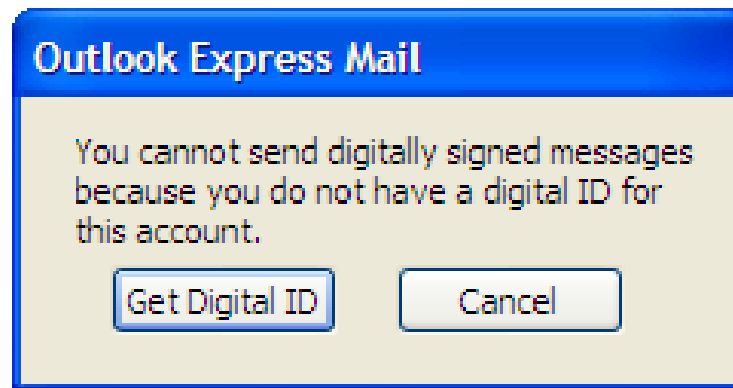 Outlook Express Mail
You cannot send digitally signed messages
because you do not have a digital ID for
this account.
Get Digital ID
Cancel